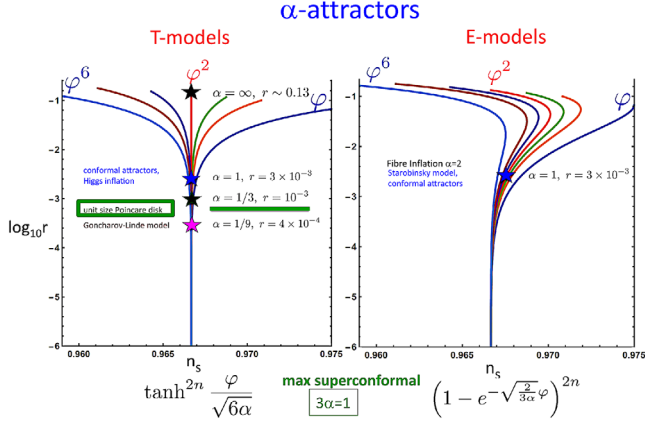 α-attractors
T-models
E-models
φ⁶
φ²
φ
α = ∞, r ∼ 0.13
conformal attractors,
Higgs inflation
α = 1, r = 3 × 10⁻³
α = 1/3, r = 10⁻³
unit size Poincare disk
Goncharov-Linde model
α = 1/9, r = 4 × 10⁻⁴
log₁₀r
-1
-2
-3
-4
-5
-6
0.960
0.965
0.970
0.975
nₛ
φ⁶
φ²
φ
Fibre Inflation α=2
Starobinsky model,
conformal attractors
α = 1, r = 3 × 10⁻³
-1
-2
-3
-4
-5
-6
0.960
0.965
0.970
0.975
nₛ
tanh²ⁿ φ/√6α
max superconformal
3α=1
(1 − e^(−√(2/3α) φ))²ⁿ